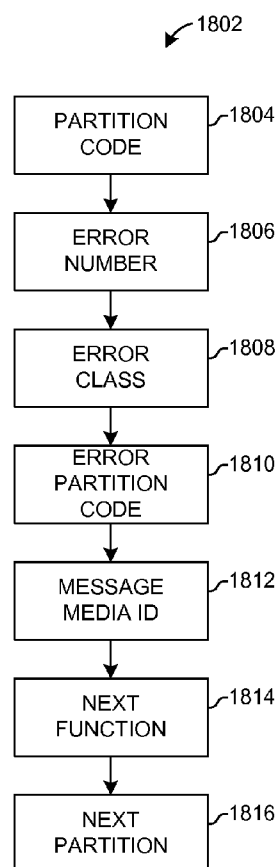 1802
PARTITION 1804
CODE
ERROR 1806
NUMBER
ERROR 1808
CLASS
ERROR 1810
PARTITION
CODE
MESSAGE 1812
MEDIA ID
NEXT 1814
FUNCTION
NEXT 1816
PARTITION